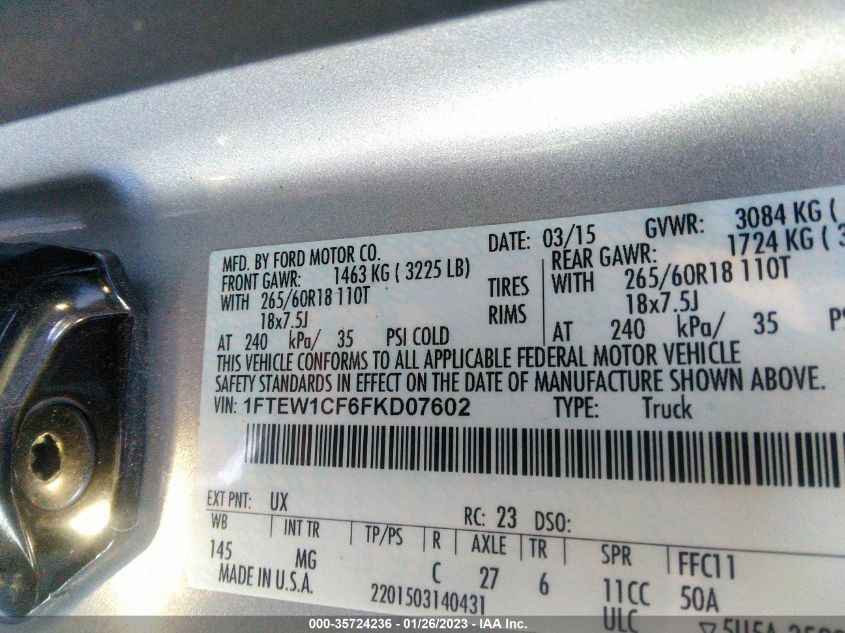 MFD. BY FORD MOTOR CO.
DATE: 03/15 GVWR: 3084 KG (
FRONT GAWR: 1463 KG ( 3225 LB)
REAR GAWR: 1724 KG (3
WITH 265/60R18 110T TIRES WITH 265/60R18 110T
18x7.5J RIMS 18x7.5J
AT 240 kPa/ 35 PSI COLD AT 240 kPa/ 35
THIS VEHICLE CONFORMS TO ALL APPLICABLE FEDERAL MOTOR VEHICLE
SAFETY STANDARDS IN EFFECT ON THE DATE OF MANUFACTURE SHOWN ABOVE.
VIN: 1FTEW1CF6FKD07602 TYPE: Truck
EXT PNT: UX RC: 23 DSO:
WB INT TR TP/PS R AXLE TR SPR FFC11
145 MG C 27 6 11CC 50A
MADE IN U.S.A. 2201503140431 ULC
000-35724236 - 01/26/2023 - IAA Inc.